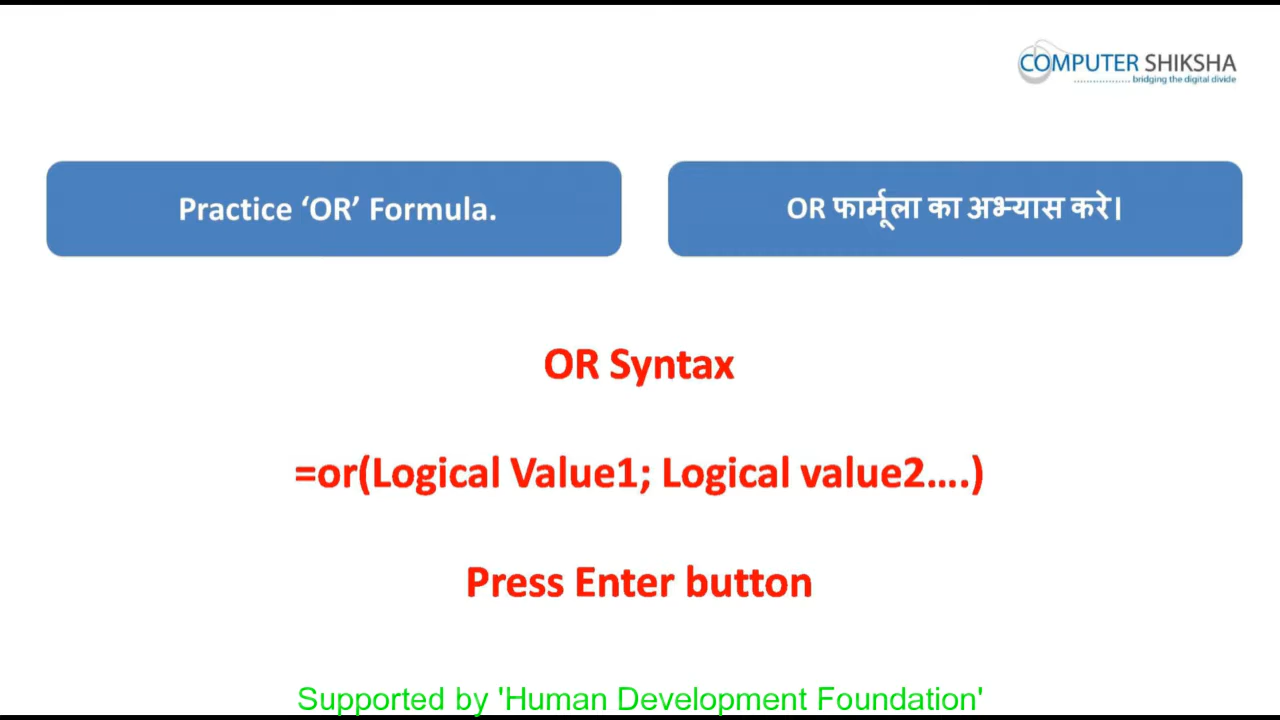 COMPUTER SHIKSHA
bridging the digital divide
Practice ‘OR’ Formula.
OR फार्मूला का अभ्यास करे।
OR Syntax
=or(Logical Value1; Logical value2….)
Press Enter button
Supported by 'Human Development Foundation'